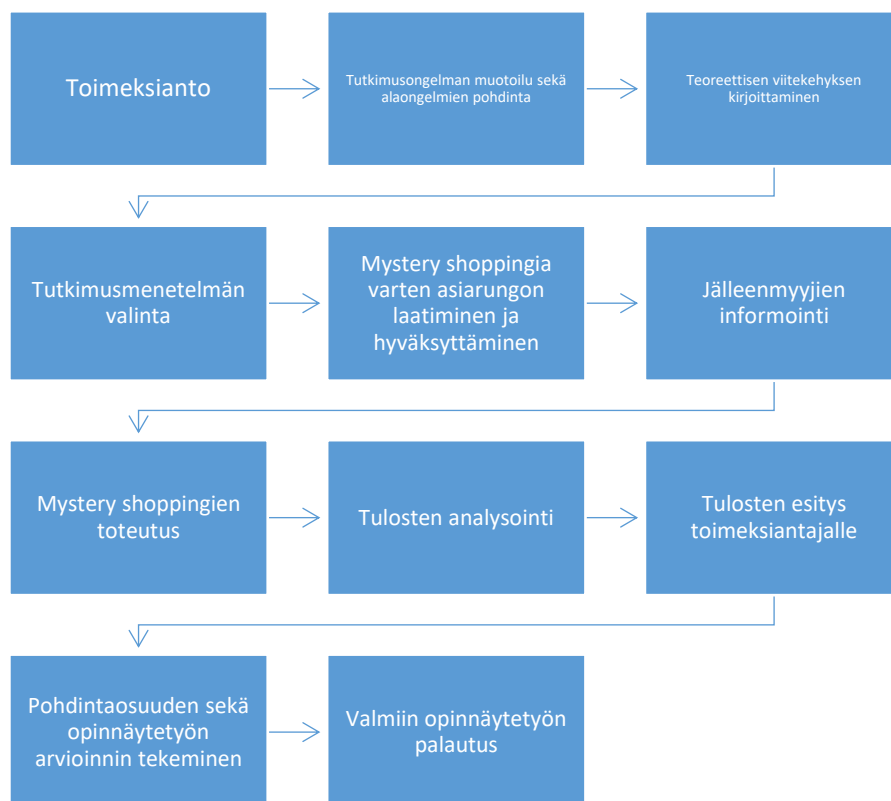 Toimeksianto
Tutkimusongelman muotoilu sekä
alaongelmien pohdinta
Teoreettisen viitekehyksen
kirjoittaminen
Tutkimusmenetelmän
valinta
Mystery shoppingia
varten asiarungon
laatiminen ja
hyväksyttäminen
Jälleenmyyjien
informointi
Mystery shoppingien
toteutus
Tulosten analysointi
Tulosten esitys
toimeksiantajalle
Pohdintaosuuden sekä
opinnäytetyön
arvioinnin tekeminen
Valmiin opinnäytetyön
palautus